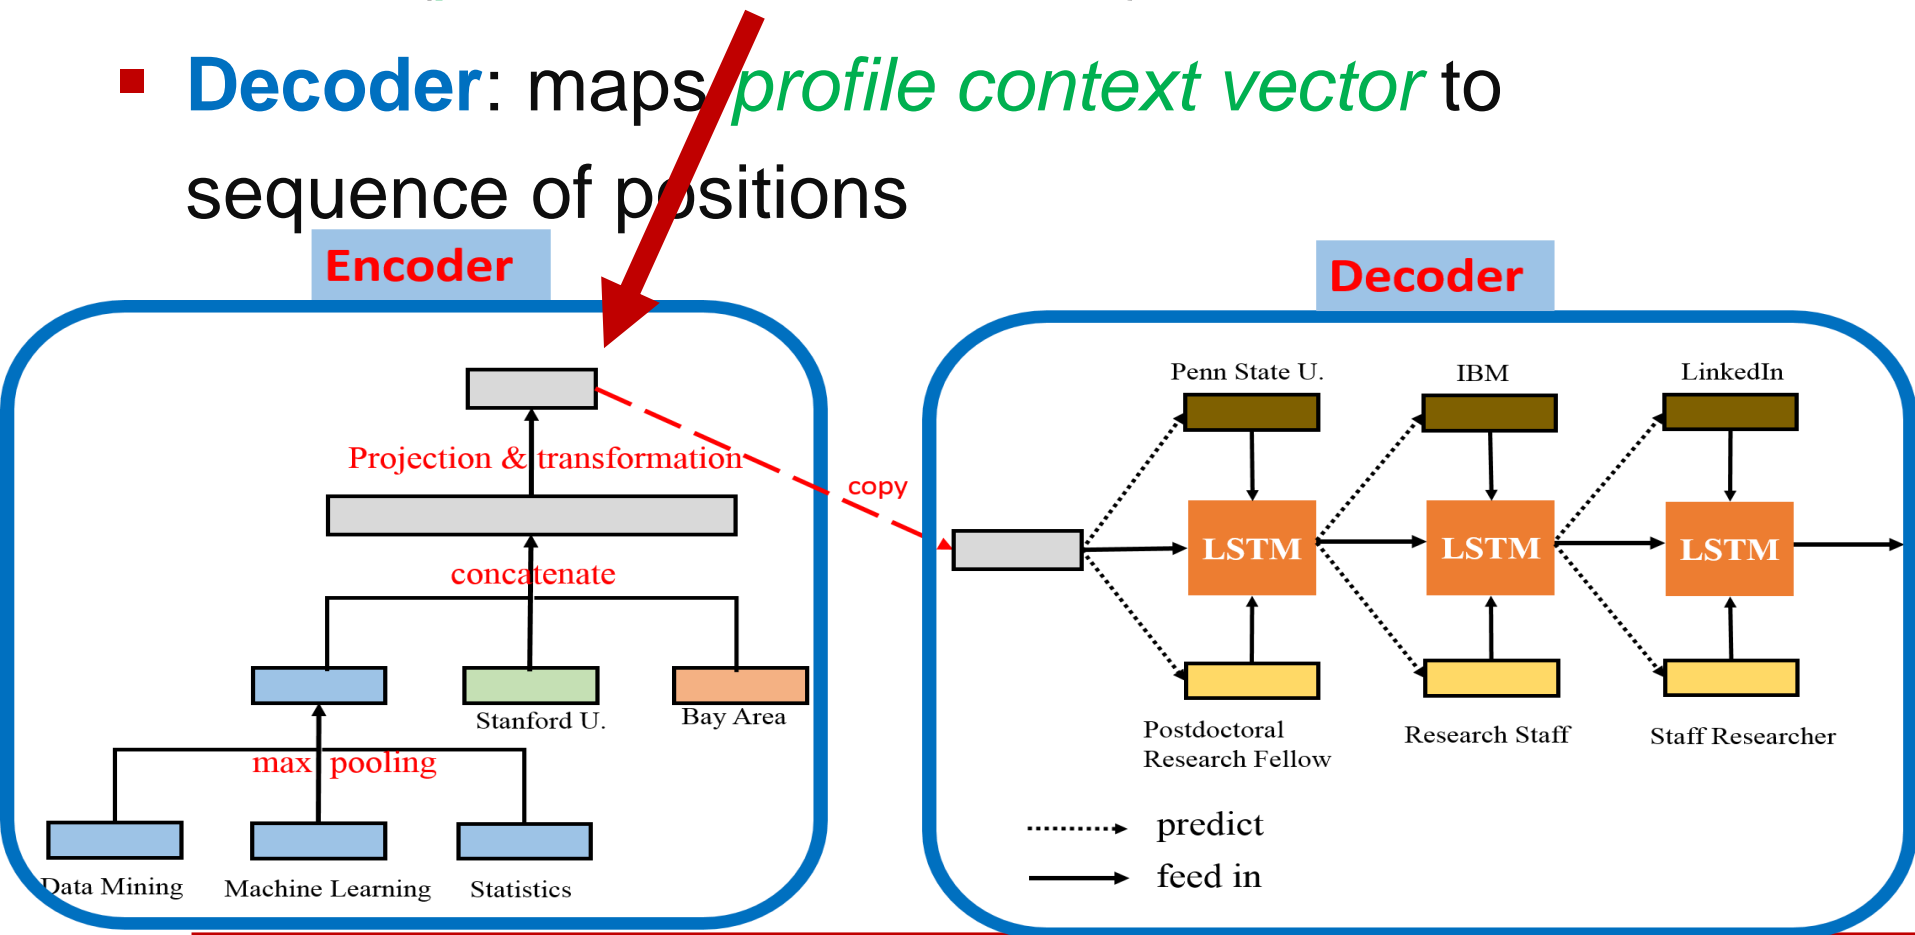 Decoder: maps profile context vector to
sequence of positions
Encoder
Decoder
Projection & transformation
concatenate
Stanford U.
Bay Area
max pooling
Data Mining
Machine Learning
Statistics
copy
Penn State U.
IBM
LinkedIn
LSTM
LSTM
LSTM
Postdoctoral
Research Fellow
Research Staff
Staff Researcher
predict
feed in